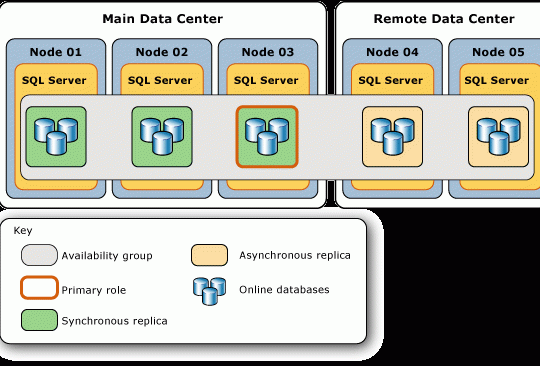 Main Data Center
Remote Data Center
Node 01
Node 02
Node 03
Node 04
Node 05
SQL Server
SQL Server
SQL Server
SQL Server
SQL Server
Key
Availability group
Asynchronous replica
Primary role
Online databases
Synchronous replica